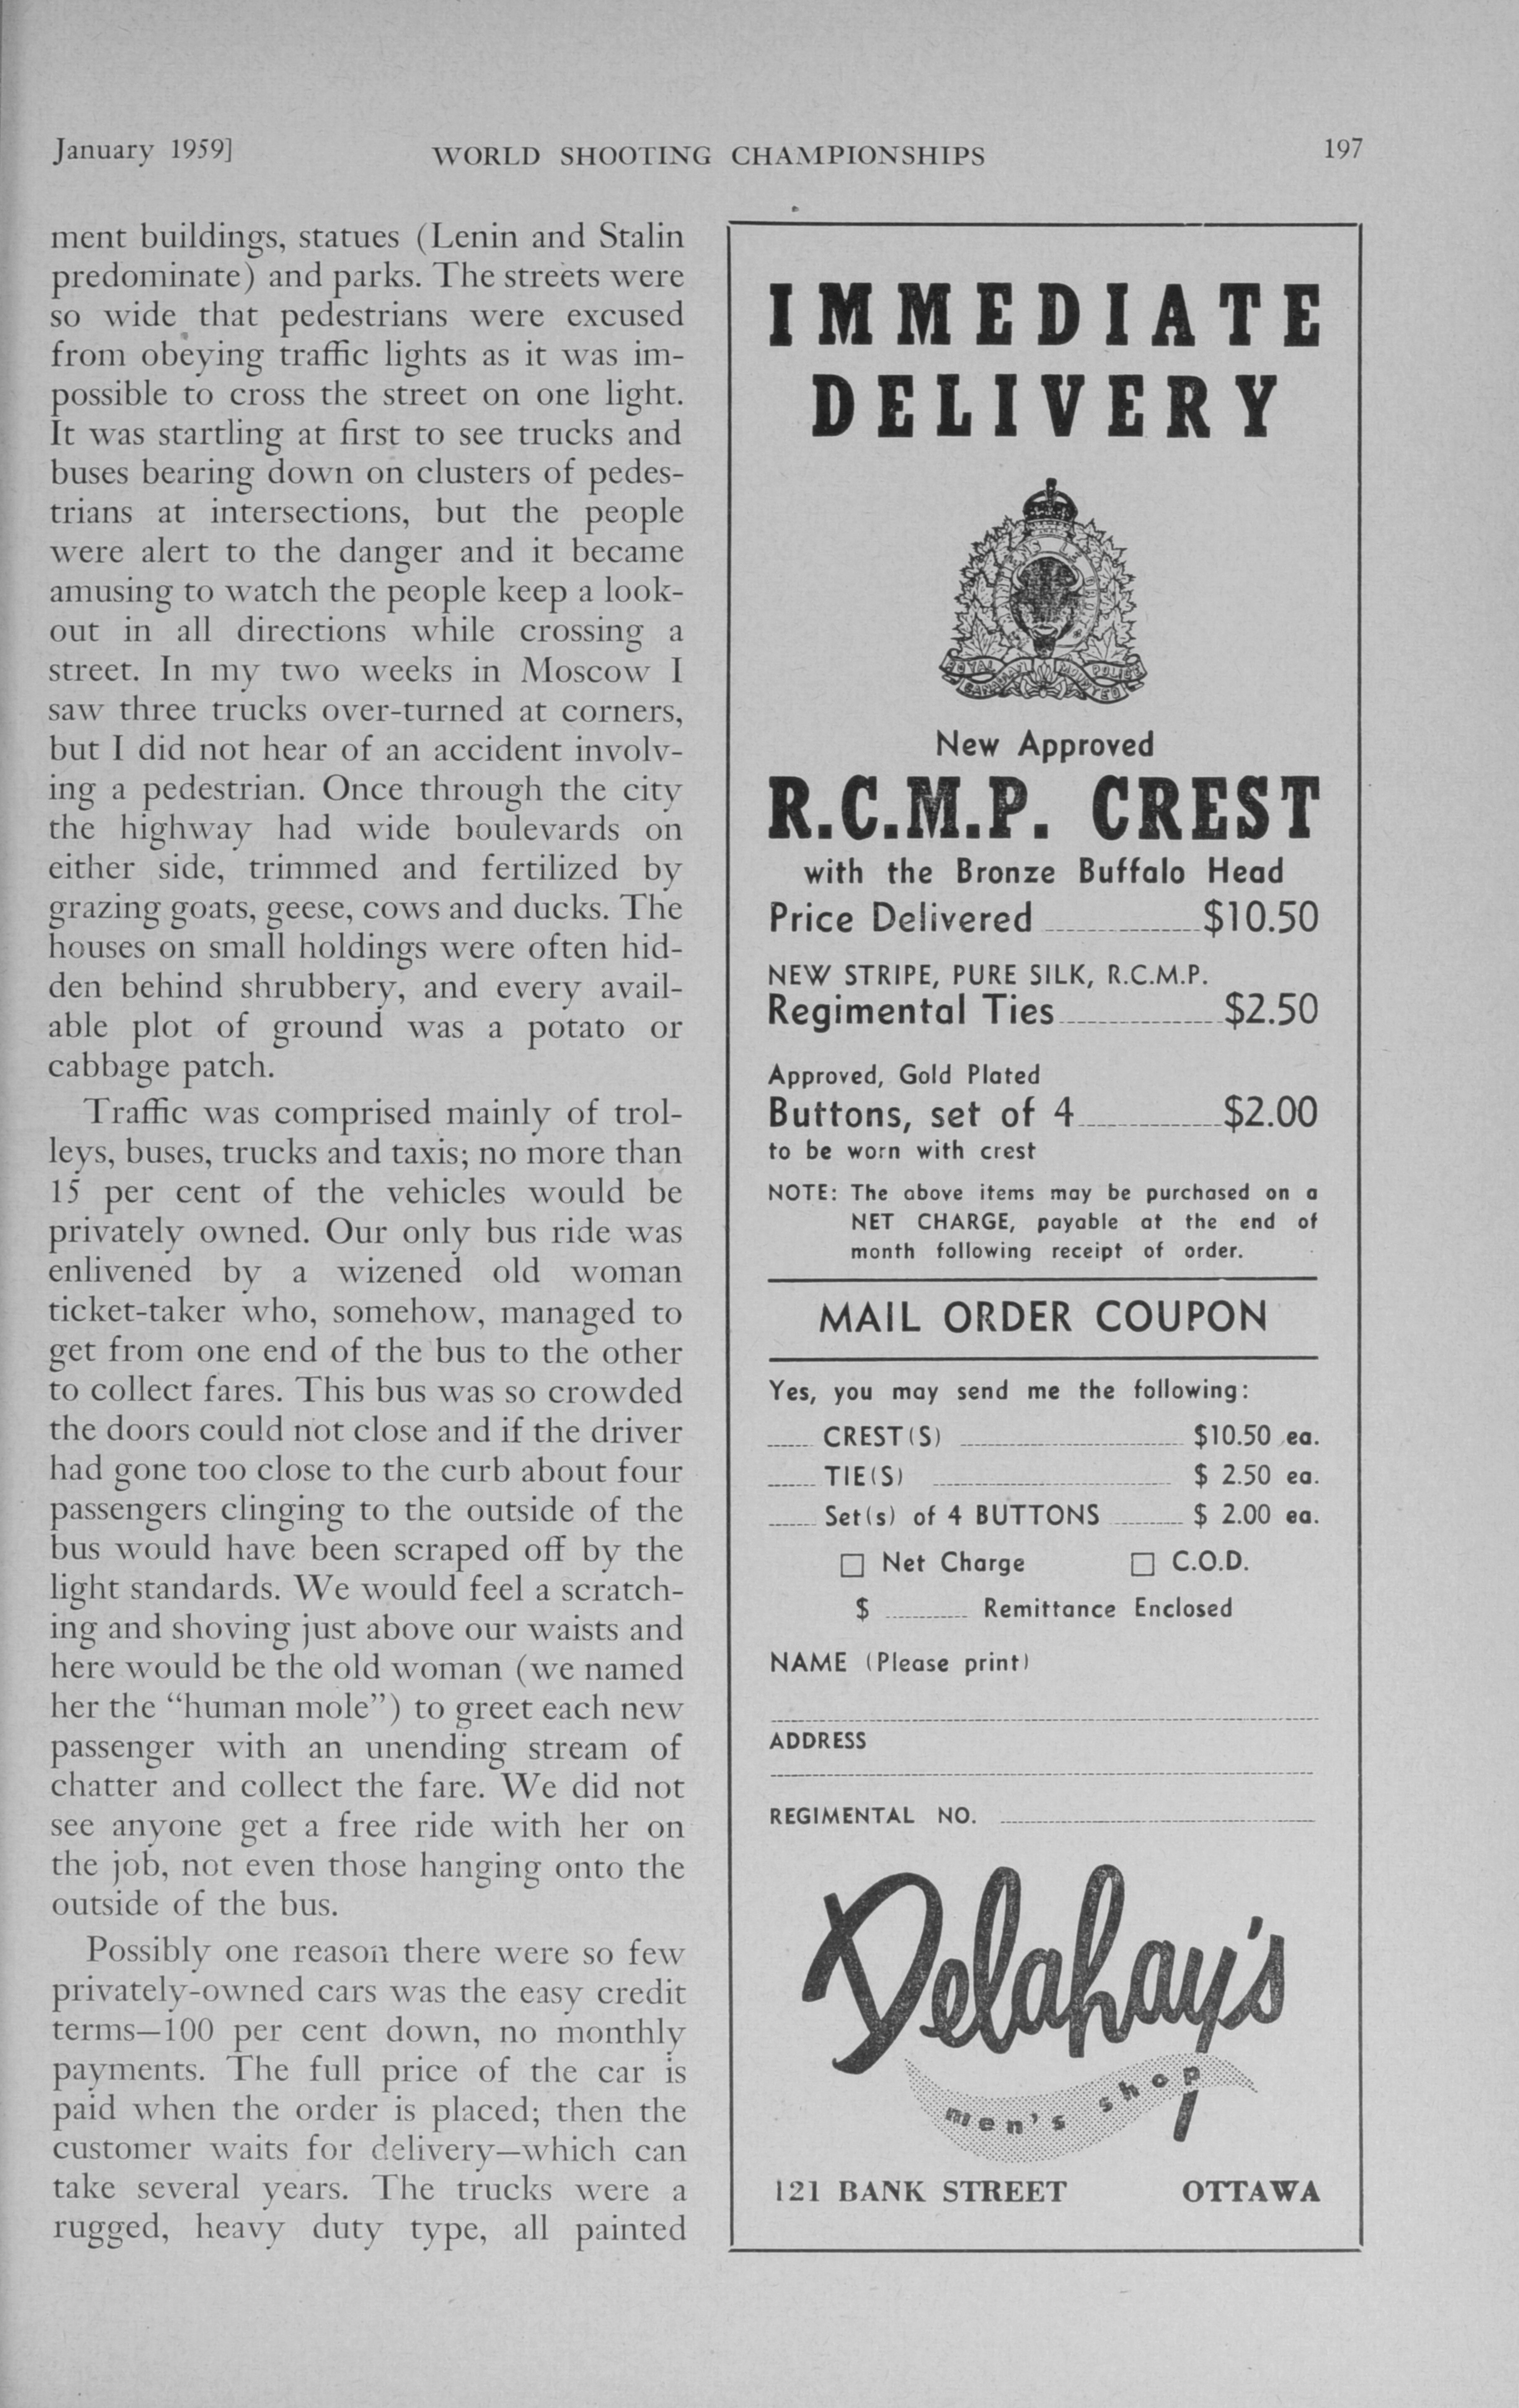 January 1959]
WORLD SHOOTING CHAMPIONSHIPS
197
ment buildings, statues (Lenin and Stalin
predominate) and parks. The streets were
so wide that pedestrians were excused
from obeying traffic lights as it was im-
possible to cross the street on one light.
It was startling at first to see trucks and
buses bearing down on clusters of pedes-
trians at intersections, but the people
were alert to the danger and it became
amusing to watch the people keep a look-
out in all directions while crossing a
street. In my two weeks in Moscow I
saw three trucks over-turned at corners,
but I did not hear of an accident involv-
ing a pedestrian. Once through the city
the highway had wide boulevards on
either side, trimmed and fertilized by
grazing goats, geese, cows and ducks. The
houses on small holdings were often hid-
den behind shrubbery, and every avail-
able plot of ground was a potato or
cabbage patch.
Traffic was comprised mainly of trol-
leys, buses, trucks and taxis; no more than
15 per cent of the vehicles would be
privately owned. Our only bus ride was
enlivened by a wizened old woman
ticket-taker who, somehow, managed to
get from one end of the bus to the other
to collect fares. This bus was so crowded
the doors could not close and if the driver
had gone too close to the curb about four
passengers clinging to the outside of the
bus would have been scraped off by the
light standards. We would feel a scratch-
ing and shoving just above our waists and
here would be the old woman (we named
her the "human mole") to greet each new
passenger with an unending stream of
chatter and collect the fare. We did not
see anyone get a free ride with her on
the job, not even those hanging onto the
outside of the bus.
Possibly one reason there were so few
privately-owned cars was the easy credit
terms—100 per cent down, no monthly
payments. The full price of the car is
paid when the order is placed; then the
customer waits for delivery—which can
take several years. The trucks were a
rugged, heavy duty type, all painted
IMMEDIATE
DELIVERY
ROYAL CANADIAN MOUNTED POLICE
New Approved
R.C.M.P. CREST
with the Bronze Buffalo Head
Price Delivered $10.50
NEW STRIPE, PURE SILK, R.C.M.P.
Regimental Ties $2.50
Approved, Gold Plated
Buttons, set of 4 $2.00
to be worn with crest
NOTE: The above items may be purchased on a
NET CHARGE, payable at the end of
month following receipt of order.
MAIL ORDER COUPON
Yes, you may send me the following:
CREST(S) $10.50 ea.
TIE(S) $ 2.50 ea.
Set(s) of 4 BUTTONS $ 2.00 ea.
□ Net Charge □ C.O.D.
$ Remittance Enclosed
NAME (Please print)
ADDRESS
REGIMENTAL NO.
Delahay's
men's shop
121 BANK STREET OTTAWA